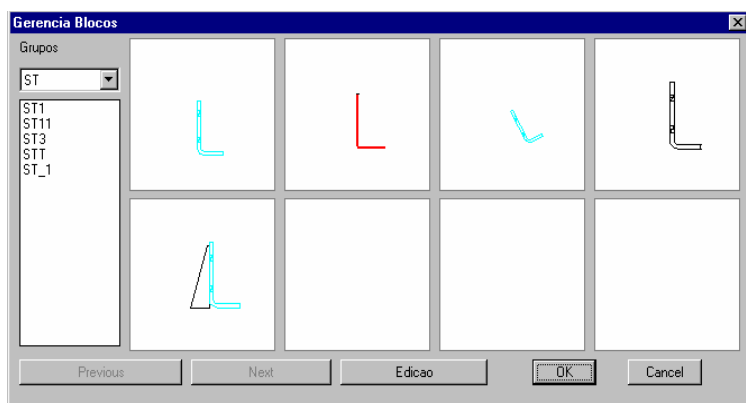 Gerencia Blocos
Grupos
ST
ST1
ST11
ST3
STT
ST_1
Previous Next Edicao OK Cancel